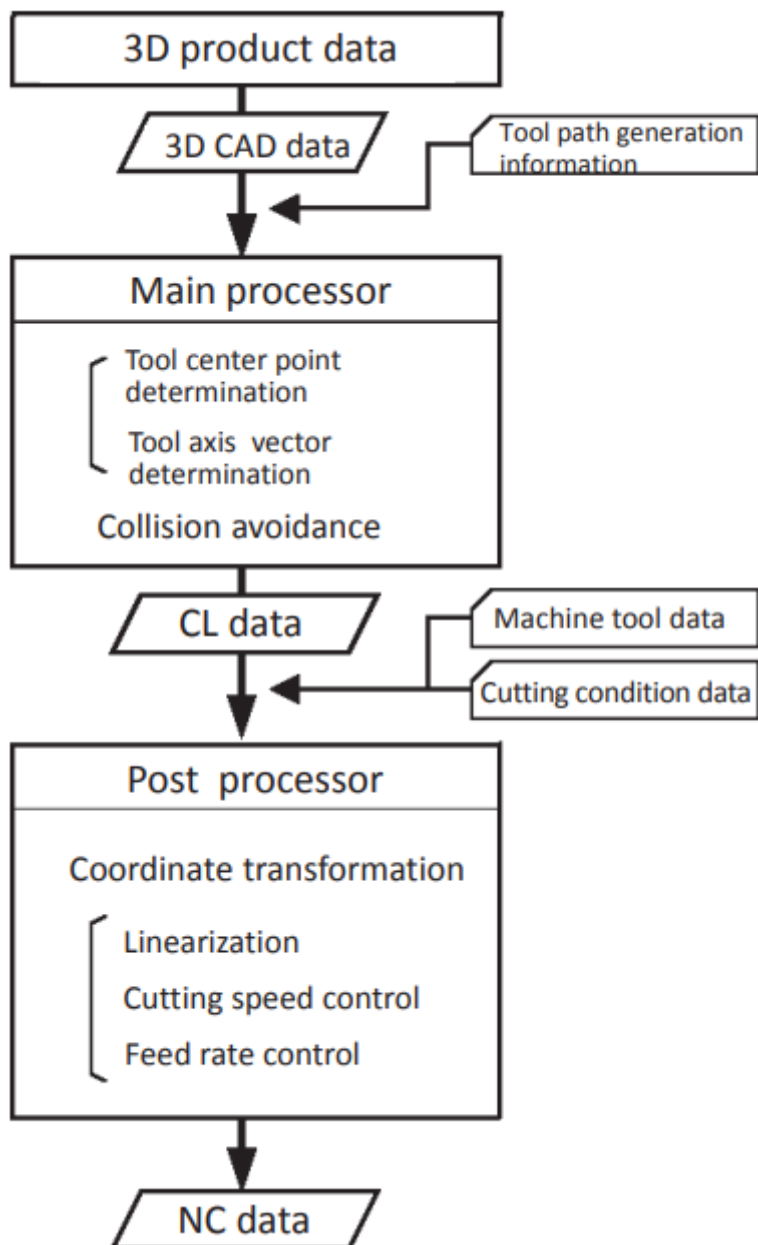 3D product data
3D CAD data
Tool path generation
information
Main processor
Tool center point
determination
Tool axis vector
determination
Collision avoidance
CL data
Machine tool data
Cutting condition data
Post processor
Coordinate transformation
Linearization
Cutting speed control
Feed rate control
NC data